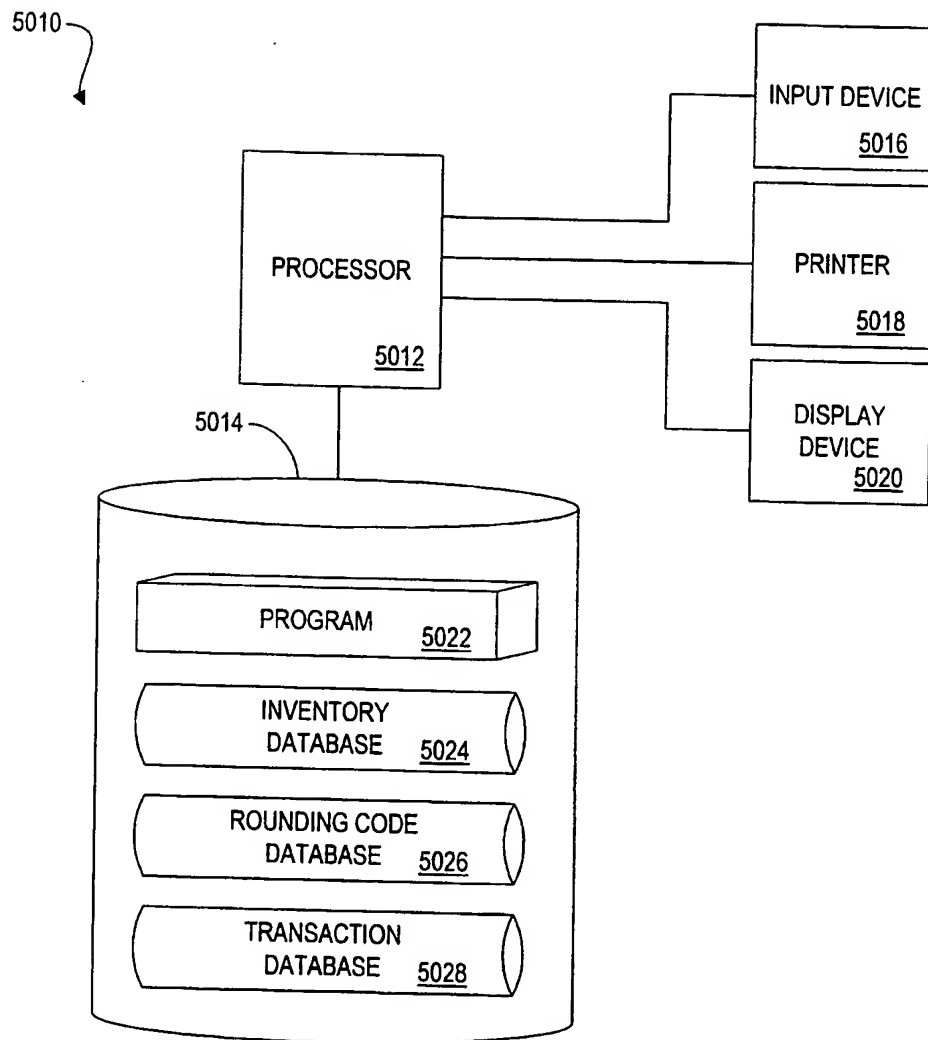 5010
INPUT DEVICE
5016
PROCESSOR
5012
PRINTER
5018
DISPLAY
DEVICE
5020
5014
PROGRAM
5022
INVENTORY
DATABASE
5024
ROUNDING CODE
DATABASE
5026
TRANSACTION
DATABASE
5028